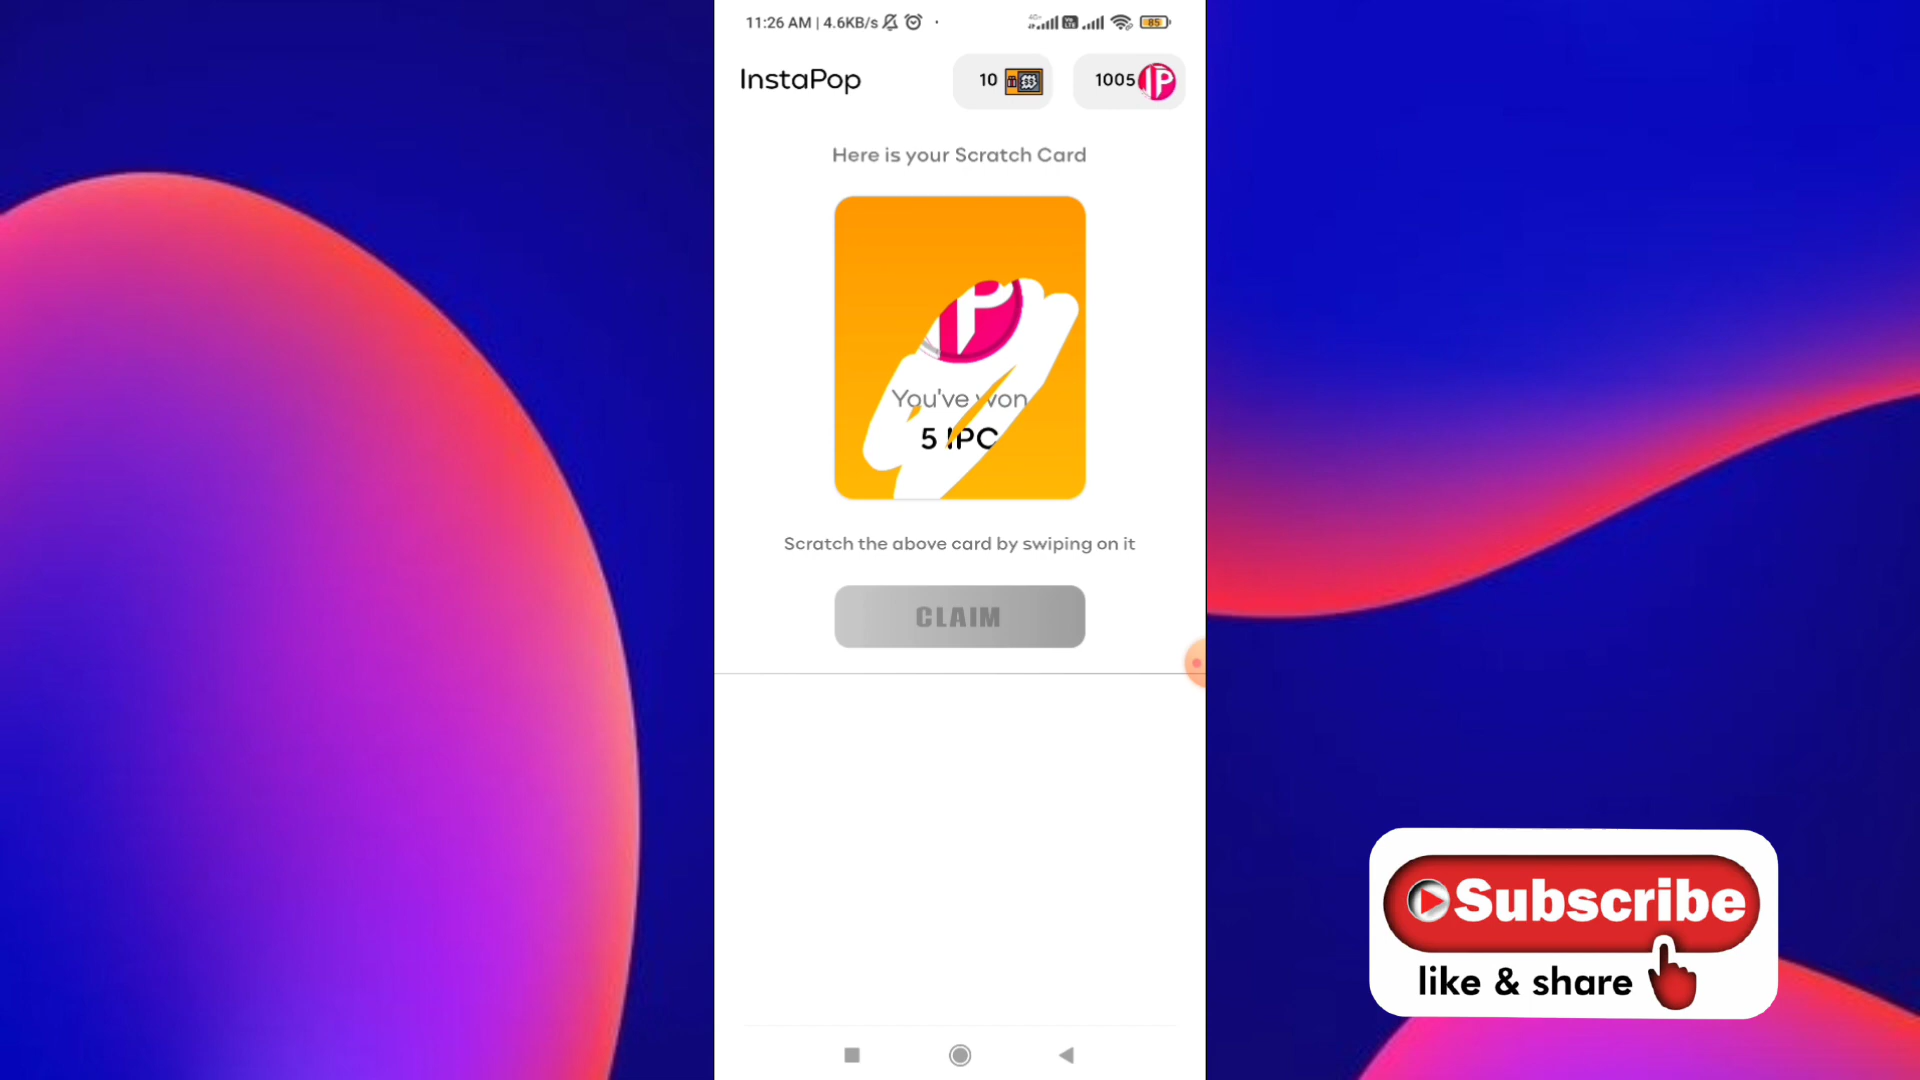 11:26 AM | 4.6KB/s
85
InstaPop
10
1005
Here is your Scratch Card
You've won
5 IPC
Scratch the above card by swiping on it
CLAIM
Subscribe
like & share